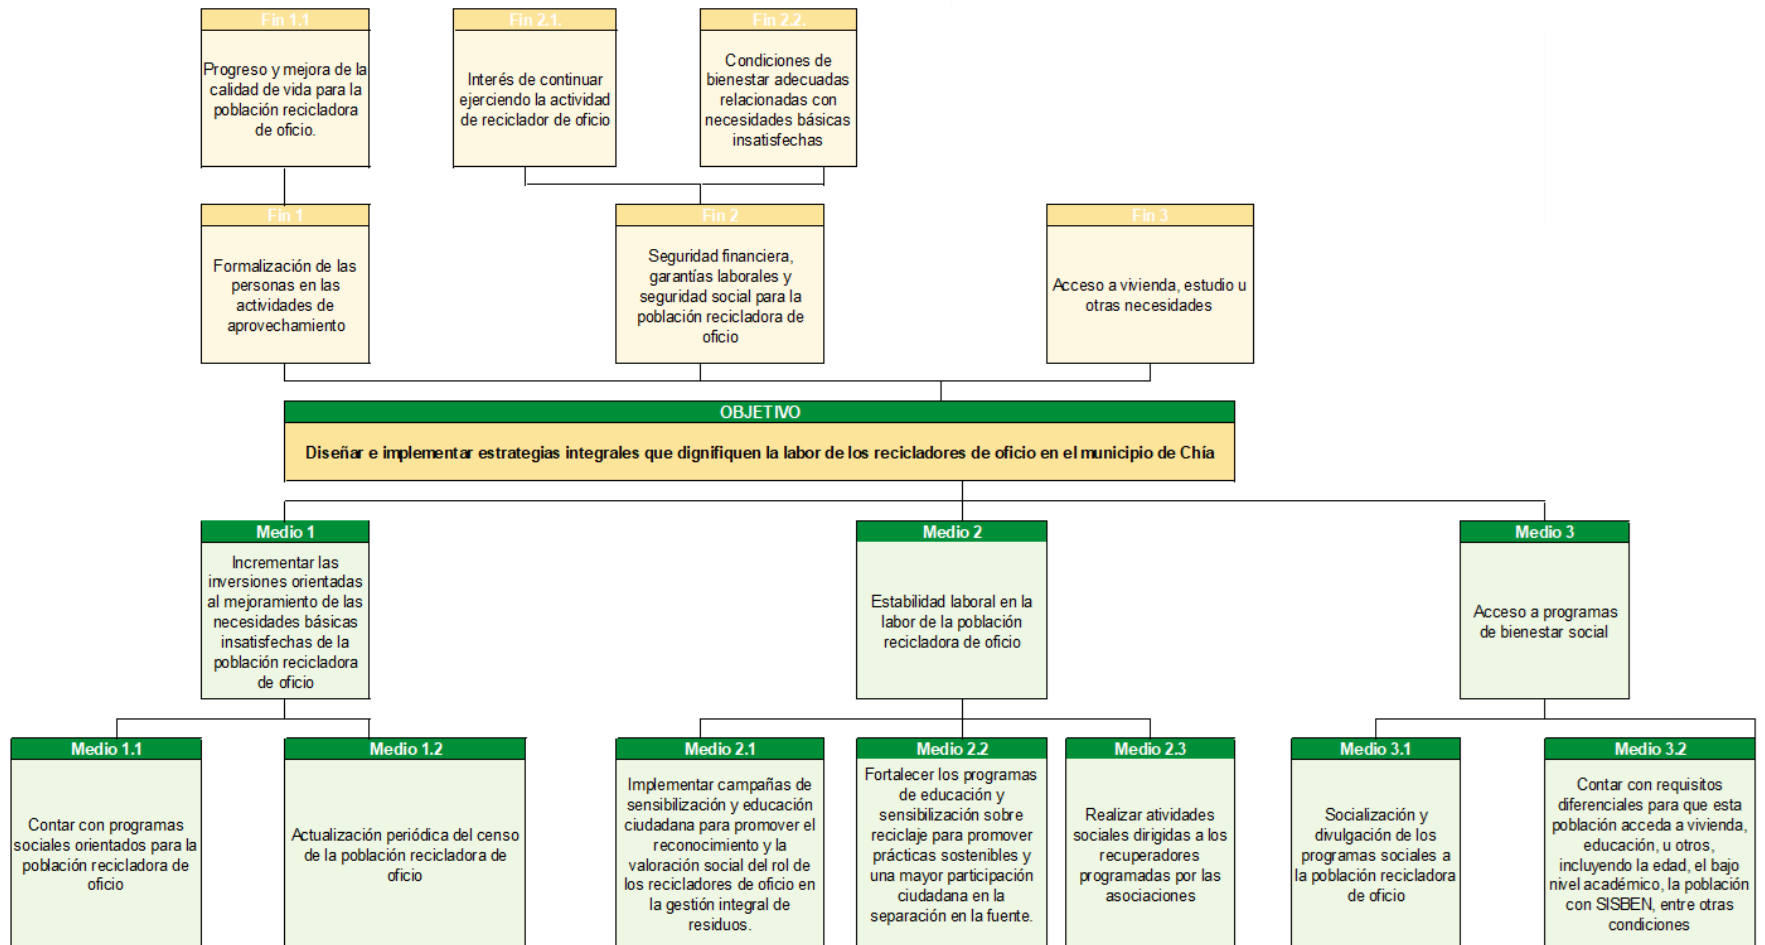 Fin 1.1
Progreso y mejora de la
calidad de vida para la
población recicladora
de oficio.
Fin 2.1.
Interés de continuar
ejerciendo la actividad
de reciclador de oficio
Fin 2.2.
Condiciones de
bienestar adecuadas
relacionadas con
necesidades básicas
insatisfechas
Fin 1
Formalización de las
personas en las
actividades de
aprovechamiento
Fin 2
Seguridad financiera,
garantías laborales y
seguridad social para la
población recicladora de
oficio
Fin 3
Acceso a vivienda, estudio u
otras necesidades
OBJETIVO
Diseñar e implementar estrategias integrales que dignifiquen la labor de los recicladores de oficio en el municipio de Chía
Medio 1
Incrementar las
inversiones orientadas
al mejoramiento de las
necesidades básicas
insatisfechas de la
población recicladora
de oficio
Medio 2
Estabilidad laboral en la
labor de la población
recicladora de oficio
Medio 3
Acceso a programas
de bienestar social
Medio 1.1
Contar con programas
sociales orientados para la
población recicladora de
oficio
Medio 1.2
Actualización periódica del censo
de la población recicladora de
oficio
Medio 2.1
Implementar campañas de
sensibilización y educación
ciudadana para promover el
reconocimiento y la
valoración social del rol de
los recicladores de oficio en
la gestión integral de
residuos.
Medio 2.2
Fortalecer los programas
de educación y
sensibilización sobre
reciclaje para promover
prácticas sostenibles y
una mayor participación
ciudadana en la
separación en la fuente.
Medio 2.3
Realizar atividades
sociales dirigidas a los
recuperadores
programadas por las
asociaciones
Medio 3.1
Socialización y
divulgación de los
programas sociales a
la población recicladora
de oficio
Medio 3.2
Contar con requisitos
diferenciales para que esta
población acceda a vivienda,
educación, u otros,
incluyendo la edad, el bajo
nivel académico, la población
con SISBEN, entre otras
condiciones